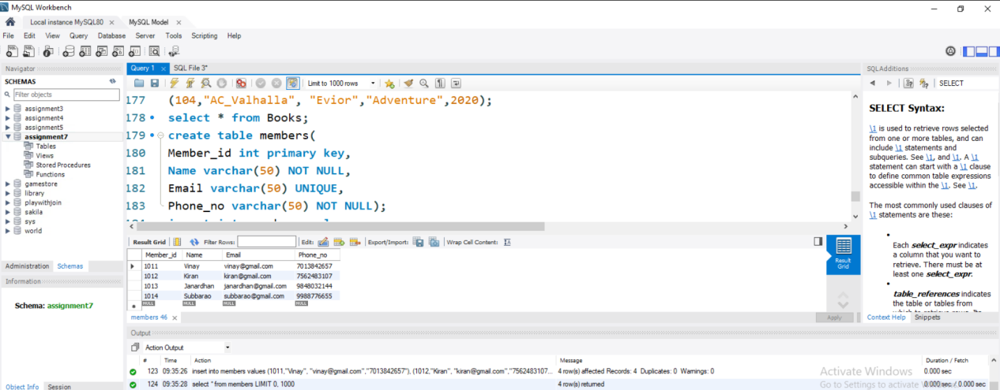 MySQL Workbench
Local instance MySQL80 ×
MySQL Model ×
File Edit View Query Database Server Tools Scripting Help
Navigator
SCHEMAS
Filter objects
assignment3
assignment4
assignment5
assignment7
Tables
Views
Stored Procedures
Functions
gamestore
library
playwithjoin
sakila
sys
world
Administration Schemas
Information
Schema: assignment7
Object Info Session
Query 1 × SQL File 3*
Limit to 1000 rows
177 (104,"AC_Valhalla", "Evior","Adventure",2020);
178 select * from Books;
179 create table members(
180 Member_id int primary key,
181 Name varchar(50) NOT NULL,
182 Email varchar(50) UNIQUE,
183 Phone_no varchar(50) NOT NULL);
Result Grid Filter Rows: Edit: Export/Import: Wrap Cell Content:
Member_id Name Email Phone_no
1011 Vinay vinay@gmail.com 7013842657
1012 Kiran kiran@gmail.com 7562483107
1013 Janardhan janardhan@gmail.com 9848032144
1014 Subbarao subbarao@gmail.com 9988776655
NULL NULL NULL NULL
Result
Grid
members 46 ×
Apply
Output
Action Output
# Time Action Message Duration / Fetch
123 09:35:26 insert into members values (1011,"Vinay", "vinay@gmail.com","7013842657"), (1012,"Kiran", "kiran@gmail.com","7562483107... 4 row(s) affected Records: 4 Duplicates: 0 Warnings: 0 0.000 sec
124 09:35:28 select * from members LIMIT 0, 1000 4 row(s) returned 0.000 sec / 0.000 sec
SQLAdditions
SELECT
SELECT Syntax:
\1 is used to retrieve rows selected
from one or more tables, and can
include \1 statements and
subqueries. See \1, and \1. A \1
statement can start with a \1 clause
to define common table expressions
accessible within the \1. See \1.
The most commonly used clauses of
\1 statements are these:
• Each select_expr indicates
a column that you want to
retrieve. There must be at
least one select_expr.
• table_references indicates
the table or tables from
which to retrieve rows. Its
Context Help Snippets
Activate Windows
Go to Settings to activate